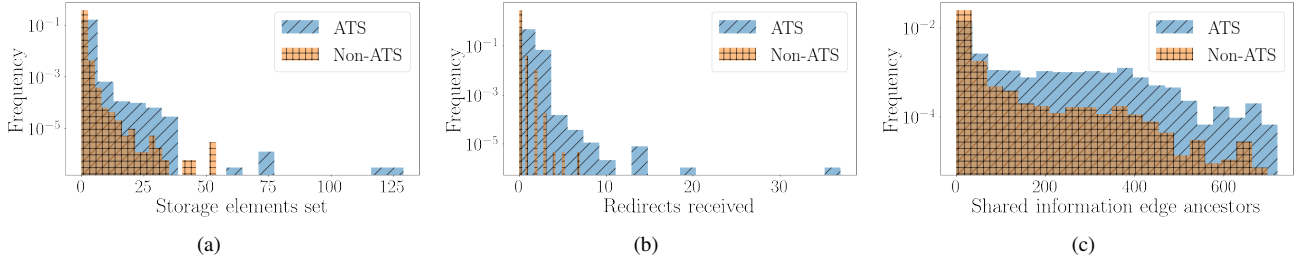 10⁻¹
10⁻³
10⁻⁵
Frequency
ATS
Non-ATS
0 25 50 75 100 125
Storage elements set
(a)
10⁻¹
10⁻³
10⁻⁵
Frequency
ATS
Non-ATS
0 10 20 30
Redirects received
(b)
10⁻²
10⁻⁴
Frequency
ATS
Non-ATS
0 200 400 600
Shared information edge ancestors
(c)